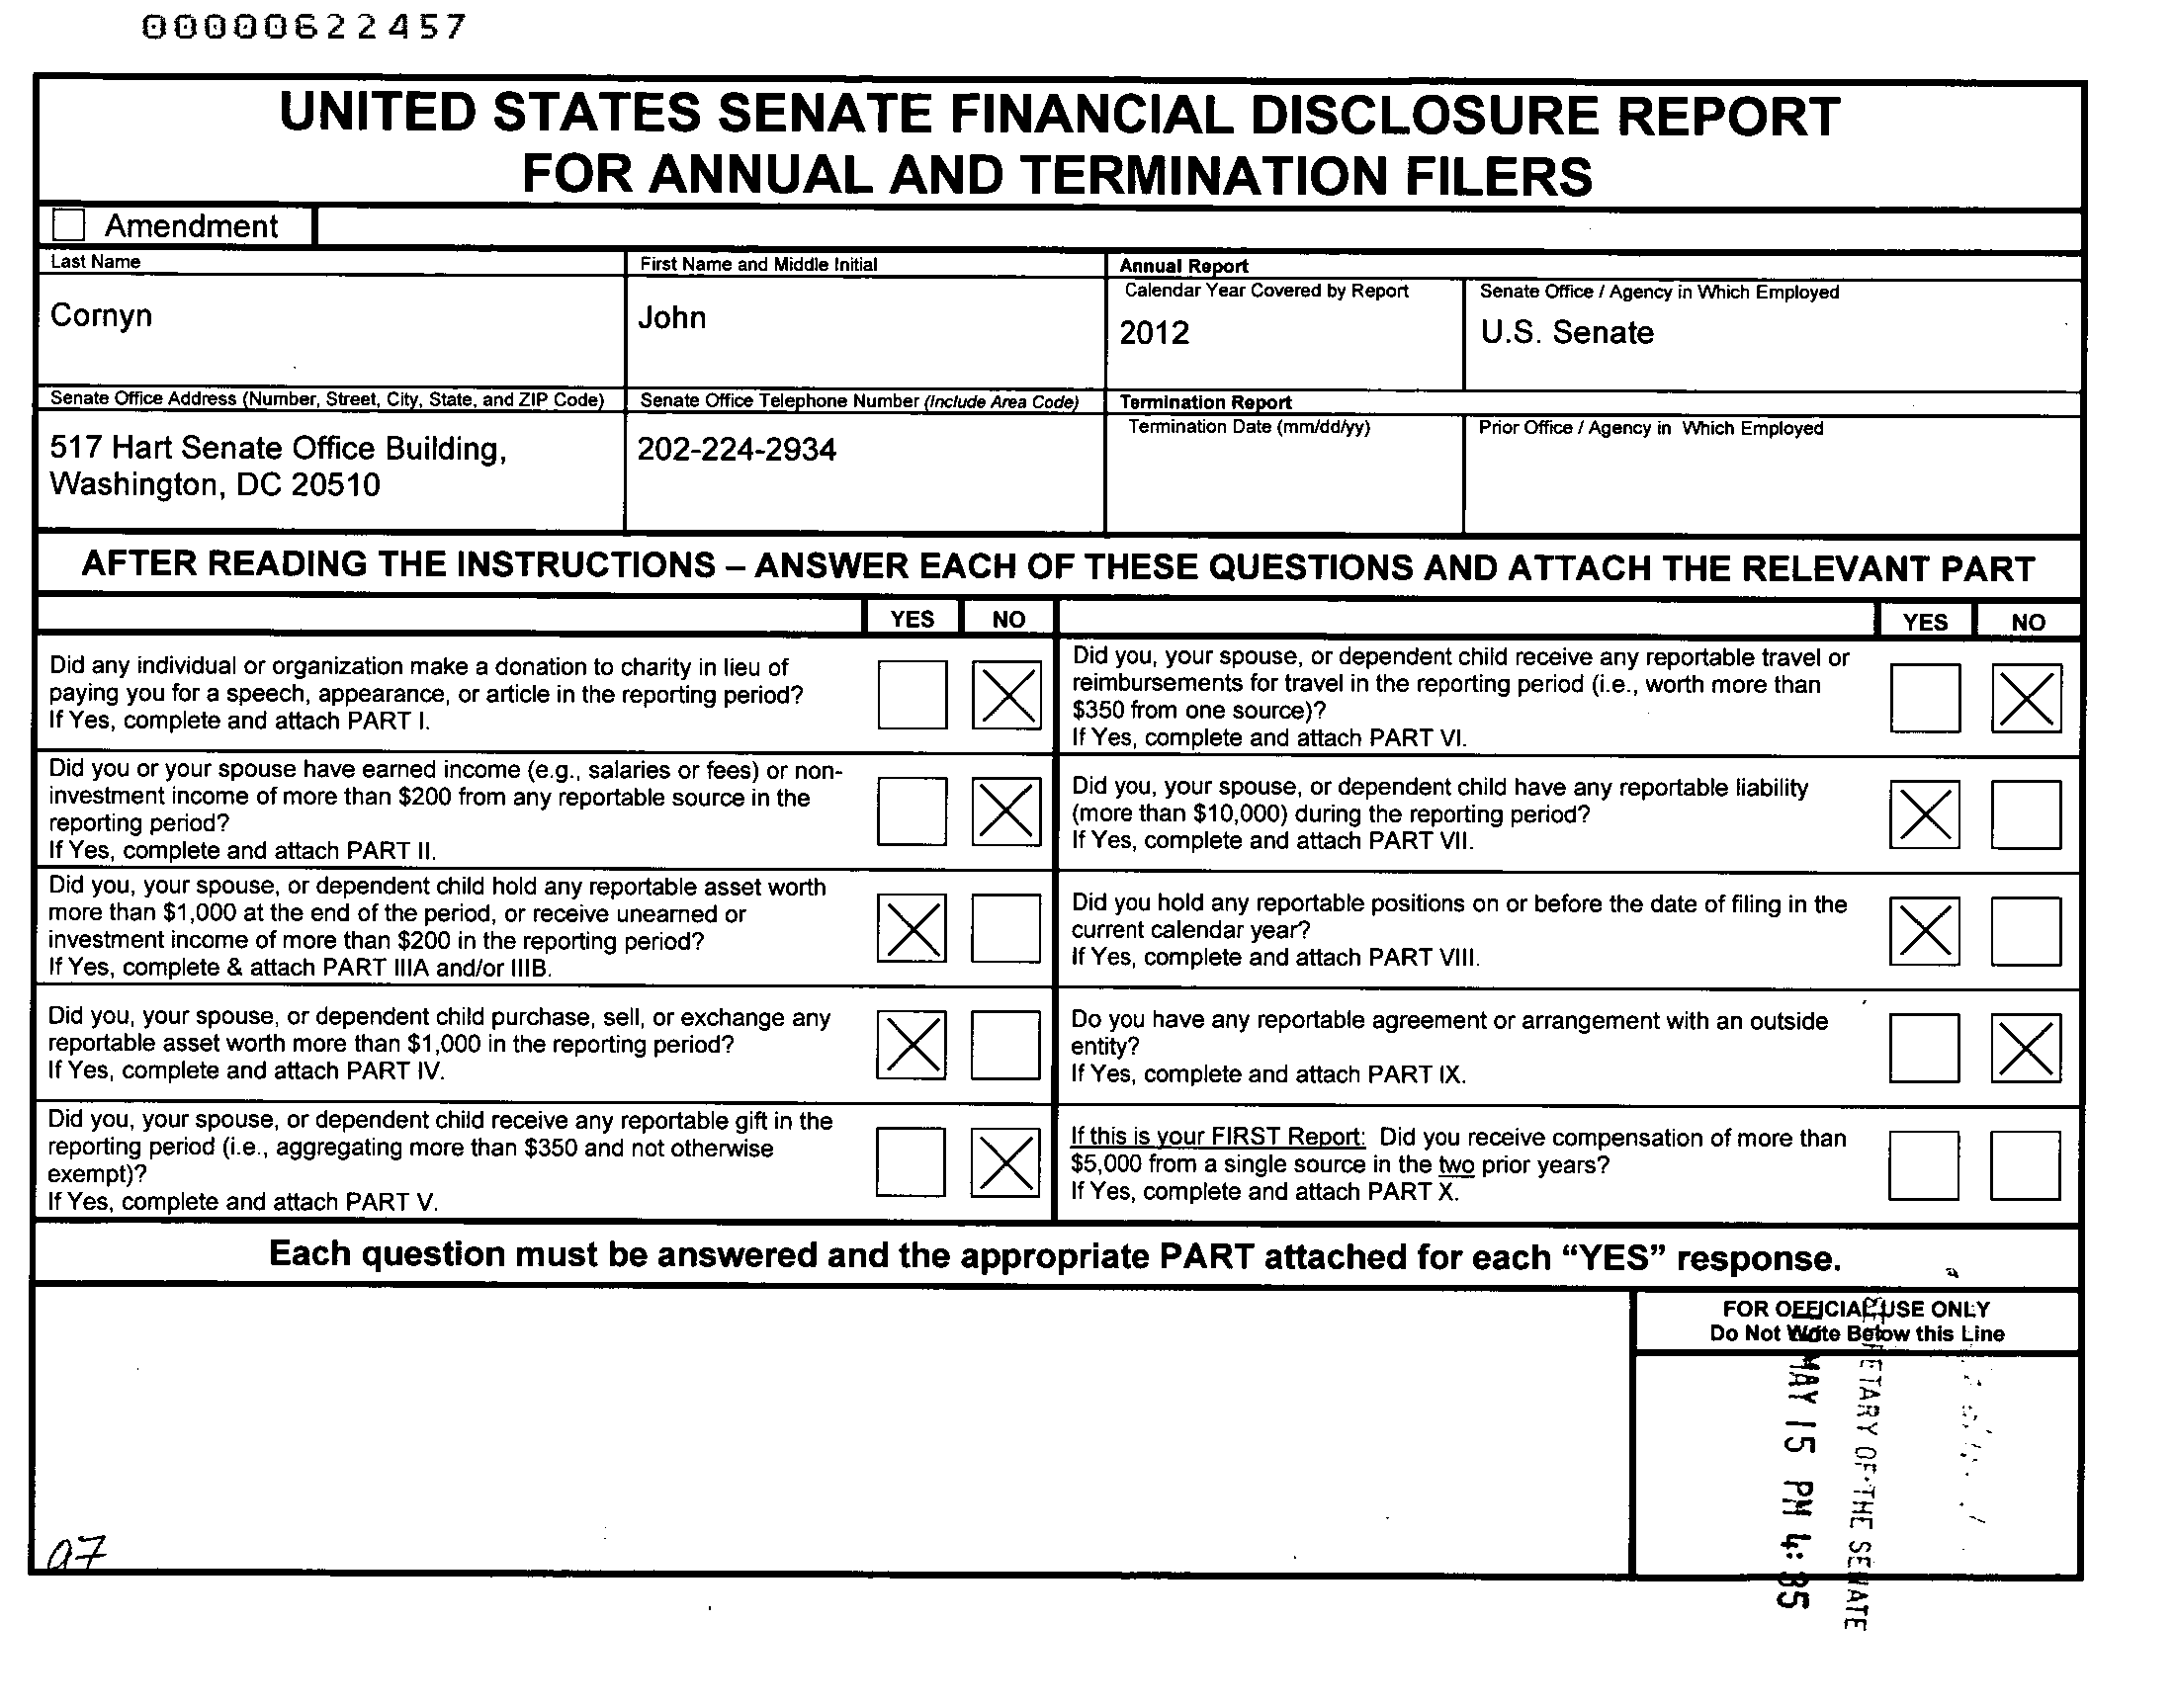 00000622457
UNITED STATES SENATE FINANCIAL DISCLOSURE REPORT
FOR ANNUAL AND TERMINATION FILERS
Amendment
Last Name
First Name and Middle Initial
Annual Report
Calendar Year Covered by Report
Senate Office / Agency in Which Employed
Cornyn
John
2012
U.S. Senate
Senate Office Address (Number, Street, City, State, and ZIP Code)
Senate Office Telephone Number (Include Area Code)
Termination Report
Termination Date (mm/dd/yy)
Prior Office / Agency in Which Employed
517 Hart Senate Office Building,
Washington, DC 20510
202-224-2934
AFTER READING THE INSTRUCTIONS – ANSWER EACH OF THESE QUESTIONS AND ATTACH THE RELEVANT PART
YES NO
YES NO
Did any individual or organization make a donation to charity in lieu of
paying you for a speech, appearance, or article in the reporting period?
If Yes, complete and attach PART I.
Did you, your spouse, or dependent child receive any reportable travel or
reimbursements for travel in the reporting period (i.e., worth more than
$350 from one source)?
If Yes, complete and attach PART VI.
Did you or your spouse have earned income (e.g., salaries or fees) or non-
investment income of more than $200 from any reportable source in the
reporting period?
If Yes, complete and attach PART II.
Did you, your spouse, or dependent child have any reportable liability
(more than $10,000) during the reporting period?
If Yes, complete and attach PART VII.
Did you, your spouse, or dependent child hold any reportable asset worth
more than $1,000 at the end of the period, or receive unearned or
investment income of more than $200 in the reporting period?
If Yes, complete & attach PART IIIA and/or IIIB.
Did you hold any reportable positions on or before the date of filing in the
current calendar year?
If Yes, complete and attach PART VIII.
Did you, your spouse, or dependent child purchase, sell, or exchange any
reportable asset worth more than $1,000 in the reporting period?
If Yes, complete and attach PART IV.
Do you have any reportable agreement or arrangement with an outside
entity?
If Yes, complete and attach PART IX.
Did you, your spouse, or dependent child receive any reportable gift in the
reporting period (i.e., aggregating more than $350 and not otherwise
exempt)?
If Yes, complete and attach PART V.
If this is your FIRST Report: Did you receive compensation of more than
$5,000 from a single source in the two prior years?
If Yes, complete and attach PART X.
Each question must be answered and the appropriate PART attached for each “YES” response.
FOR OFFICIAL USE ONLY
Do Not Write Below this Line
OF THE SENATE
MAY 15 PM 4:35